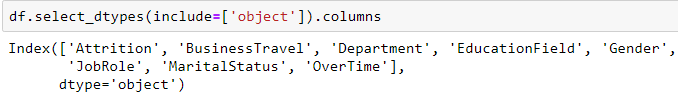 df.select_dtypes(include=['object']).columns
Index(['Attrition', 'BusinessTravel', 'Department', 'EducationField', 'Gender',
       'JobRole', 'MaritalStatus', 'OverTime'],
      dtype='object')